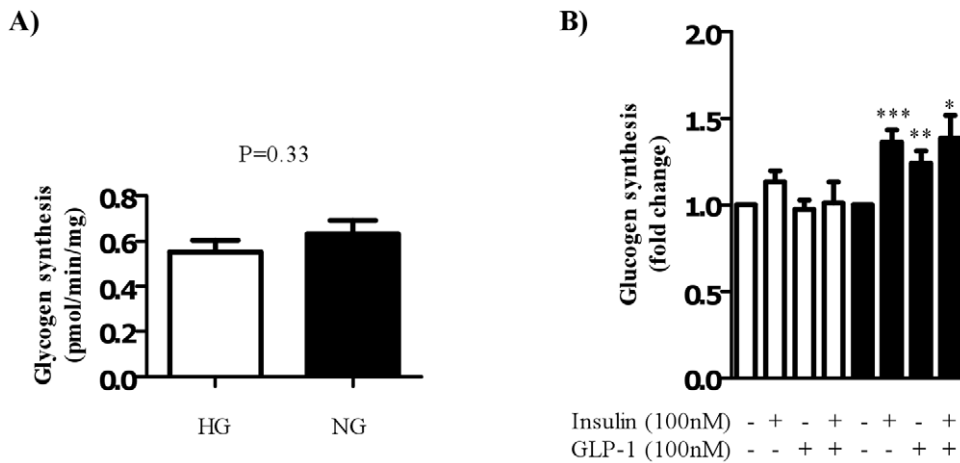 A)
P=0.33
Glycogen synthesis
(pmol/min/mg)
0.8
0.6
0.4
0.2
0.0
HG
NG
B)
Glucogen synthesis
(fold change)
2.0
1.5
1.0
0.5
0.0
*** ** *
Insulin (100nM) - + - + - + - +
GLP-1 (100nM) - - + + - - + +